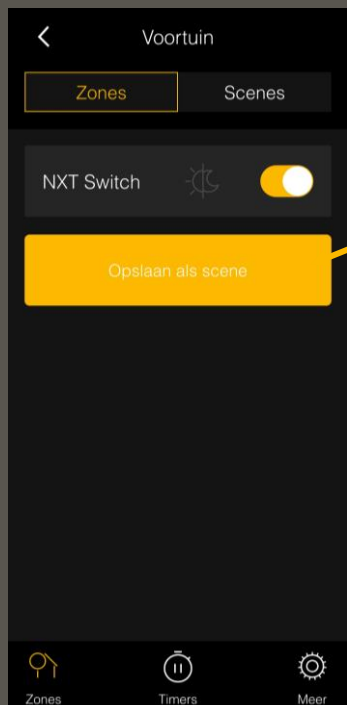 Voortuin
Zones
Scenes
NXT Switch
Opslaan als scene
Zones
Timers
Meer